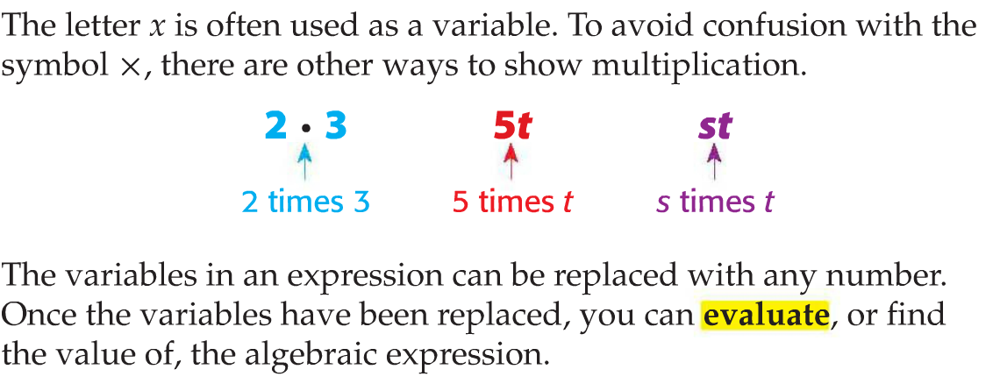 The letter x is often used as a variable. To avoid confusion with the
symbol ×, there are other ways to show multiplication.
2 • 3 5t st
2 times 3 5 times t s times t
The variables in an expression can be replaced with any number.
Once the variables have been replaced, you can evaluate, or find
the value of, the algebraic expression.